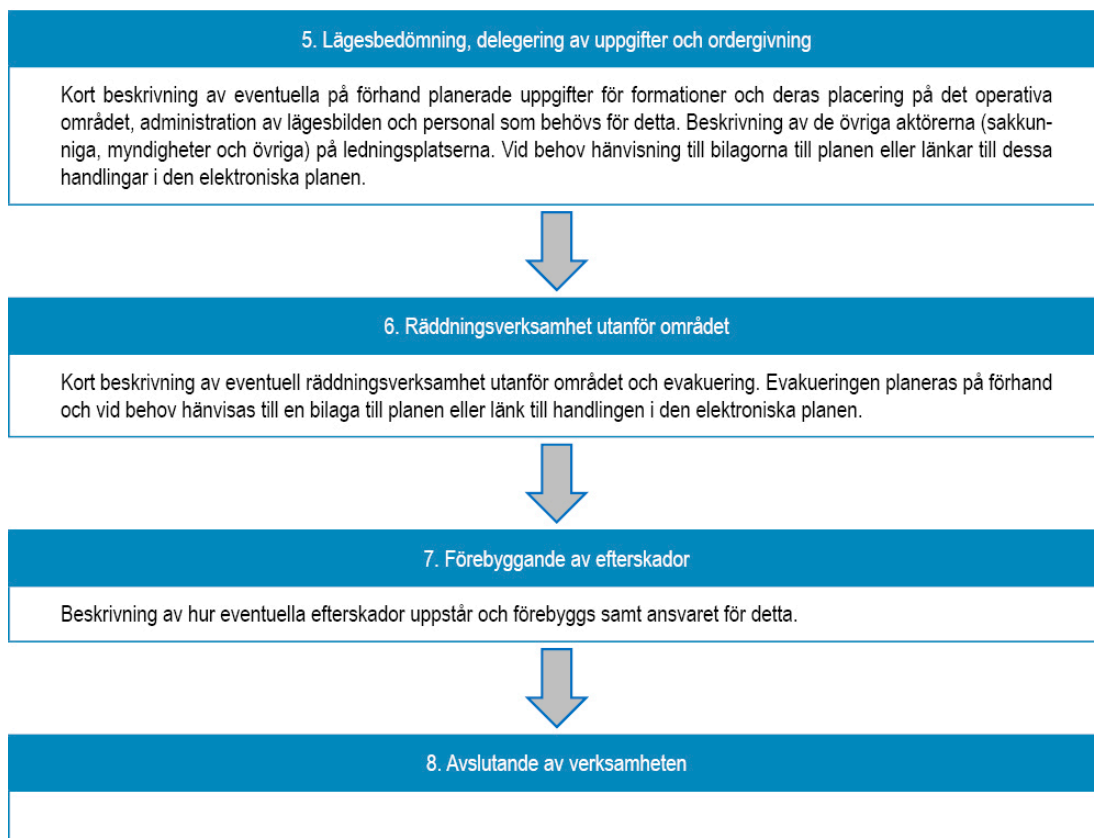 5. Lägesbedömning, delegering av uppgifter och ordergivning
Kort beskrivning av eventuella på förhand planerade uppgifter för formationer och deras placering på det operativa
området, administration av lägesbilden och personal som behövs för detta. Beskrivning av de övriga aktörerna (sakkun-
niga, myndigheter och övriga) på ledningsplatserna. Vid behov hänvisning till bilagorna till planen eller länkar till dessa
handlingar i den elektroniska planen.
6. Räddningsverksamhet utanför området
Kort beskrivning av eventuell räddningsverksamhet utanför området och evakuering. Evakueringen planeras på förhand
och vid behov hänvisas till en bilaga till planen eller länk till handlingen i den elektroniska planen.
7. Förebyggande av efterskador
Beskrivning av hur eventuella efterskador uppstår och förebyggs samt ansvaret för detta.
8. Avslutande av verksamheten